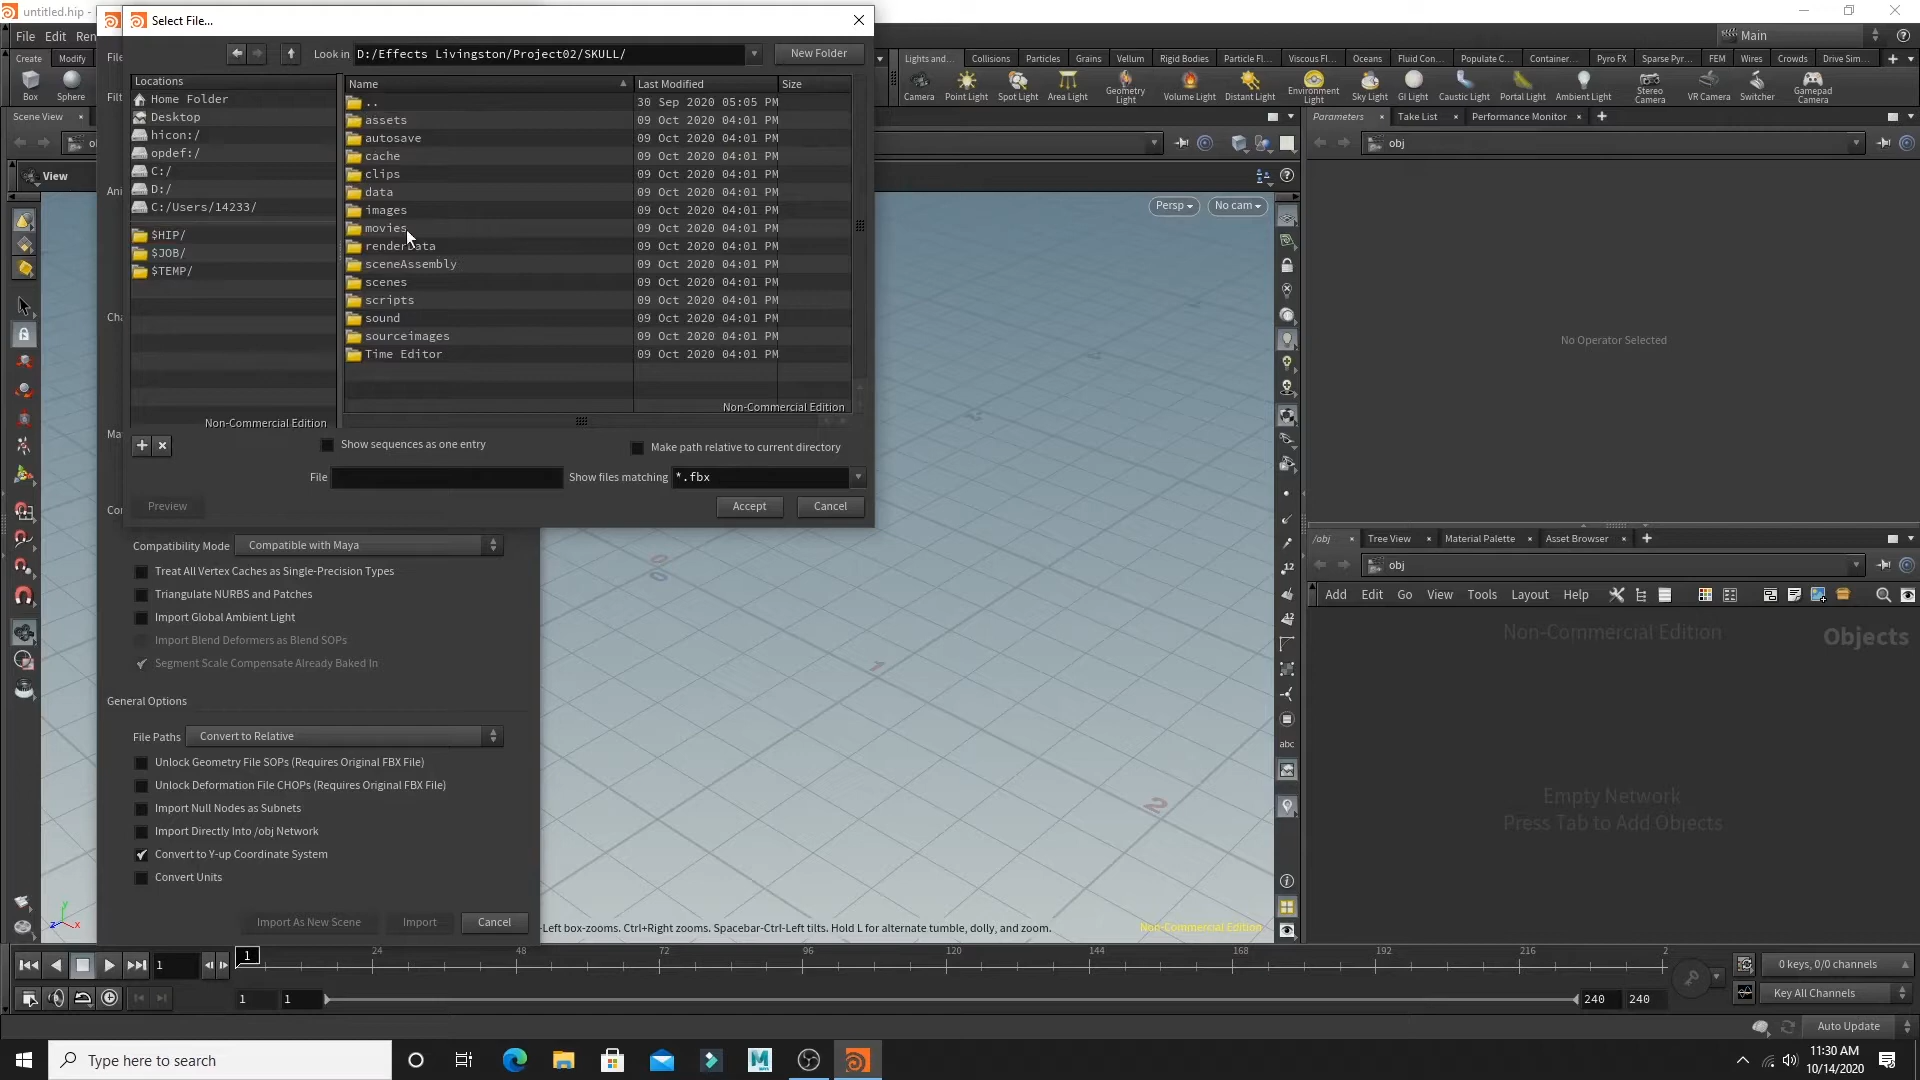 untitled.hip
Select File...
File Edit Ren
Main
Look in D:/Effects Livingston/Project02/SKULL/ New Folder
Create Modify
Box Sphere
Lights and... Collisions Particles Grains Vellum Rigid Bodies Particle Fl... Viscous Fl... Oceans Fluid Con... Populate C... Container... Pyro FX Sparse Pyr... FEM Wires Crowds Drive Sim...
Camera Point Light Spot Light Area Light Geometry Light Volume Light Distant Light Environment Light Sky Light GI Light Caustic Light Portal Light Ambient Light Stereo Camera VR Camera Switcher Gamepad Camera
Locations
Home Folder
Desktop
hicon:/
opdef:/
C:/
D:/
C:/Users/14233/
$HIP/
$JOB/
$TEMP/
Non-Commercial Edition
Name Last Modified Size
.. 30 Sep 2020 05:05 PM
assets 09 Oct 2020 04:01 PM
autosave 09 Oct 2020 04:01 PM
cache 09 Oct 2020 04:01 PM
clips 09 Oct 2020 04:01 PM
data 09 Oct 2020 04:01 PM
images 09 Oct 2020 04:01 PM
movies 09 Oct 2020 04:01 PM
renderData 09 Oct 2020 04:01 PM
sceneAssembly 09 Oct 2020 04:01 PM
scenes 09 Oct 2020 04:01 PM
scripts 09 Oct 2020 04:01 PM
sound 09 Oct 2020 04:01 PM
sourceimages 09 Oct 2020 04:01 PM
Time Editor 09 Oct 2020 04:01 PM
Non-Commercial Edition
Show sequences as one entry
Make path relative to current directory
File Show files matching *.fbx
Preview Accept Cancel
Scene View
View
Persp No cam
Parameters Take List Performance Monitor
obj
No Operator Selected
Compatibility Mode Compatible with Maya
Treat All Vertex Caches as Single-Precision Types
Triangulate NURBS and Patches
Import Global Ambient Light
Import Blend Deformers as Blend SOPs
Segment Scale Compensate Already Baked In
General Options
File Paths Convert to Relative
Unlock Geometry File SOPs (Requires Original FBX File)
Unlock Deformation File CHOPs (Requires Original FBX File)
Import Null Nodes as Subnets
Import Directly Into /obj Network
Convert to Y-up Coordinate System
Convert Units
Import As New Scene Import Cancel
-Left box-zooms. Ctrl+Right zooms. Spacebar-Ctrl-Left tilts. Hold L for alternate tumble, dolly, and zoom.
Non-Commercial Edition
/obj Tree View Material Palette Asset Browser
obj
Add Edit Go View Tools Layout Help
Non-Commercial Edition
Objects
Empty Network
Press Tab to Add Objects
1 1 24 48 72 96 120 144 168 192 216 2
0 keys, 0/0 channels
1 1 240 240
Key All Channels
Auto Update
Type here to search
11:30 AM
10/14/2020